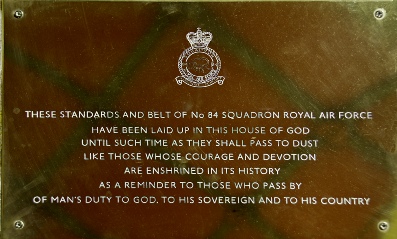 THESE STANDARDS AND BELT OF No 84 SQUADRON ROYAL AIR FORCE
HAVE BEEN LAID UP IN THIS HOUSE OF GOD
UNTIL SUCH TIME AS THEY SHALL PASS TO DUST
LIKE THOSE WHOSE COURAGE AND DEVOTION
ARE ENSHRINED IN ITS HISTORY
AS A REMINDER TO THOSE WHO PASS BY
OF MAN'S DUTY TO GOD, TO HIS SOVEREIGN AND TO HIS COUNTRY